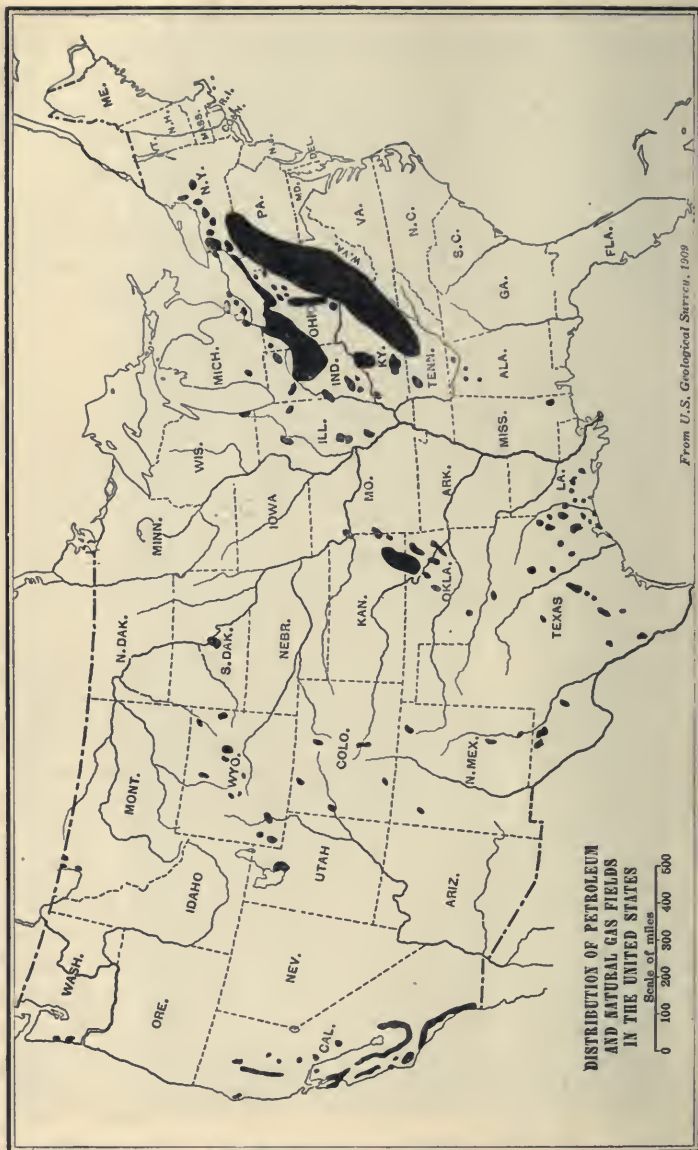 WASH.
MONT.
N. DAK.
MINN.
ORE.
IDAHO
S. DAK.
WIS.
MICH.
WYO.
NEBR.
IOWA
NEV.
UTAH
COLO.
KAN.
MO.
ILL.
IND.
OHIO
KY.
TENN.
CAL.
ARIZ.
N. MEX.
OKLA.
ARK.
TEXAS
LA.
MISS.
ALA.
GA.
FLA.
S.C.
N.C.
VA.
W.VA.
MD.
DEL.
PA.
N.J.
N.Y.
CONN.
R.I.
MASS.
VT.
N.H.
ME.
DISTRIBUTION OF PETROLEUM
AND NATURAL GAS FIELDS
IN THE UNITED STATES
Scale of miles
0 100 200 300 400 500
From U.S. Geological Survey, 1909